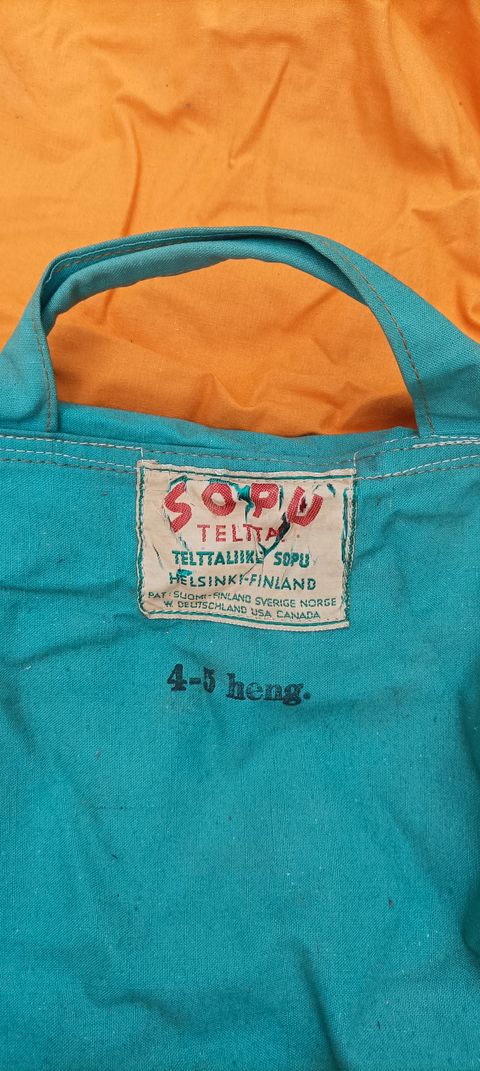 SOPU
TELTTA
TELTTALIIKE SOPU
HELSINKI-FINLAND
PAT. SUOMI-FINLAND SVERIGE NORGE
W. DEUTSCHLAND USA CANADA
4-5 heng.